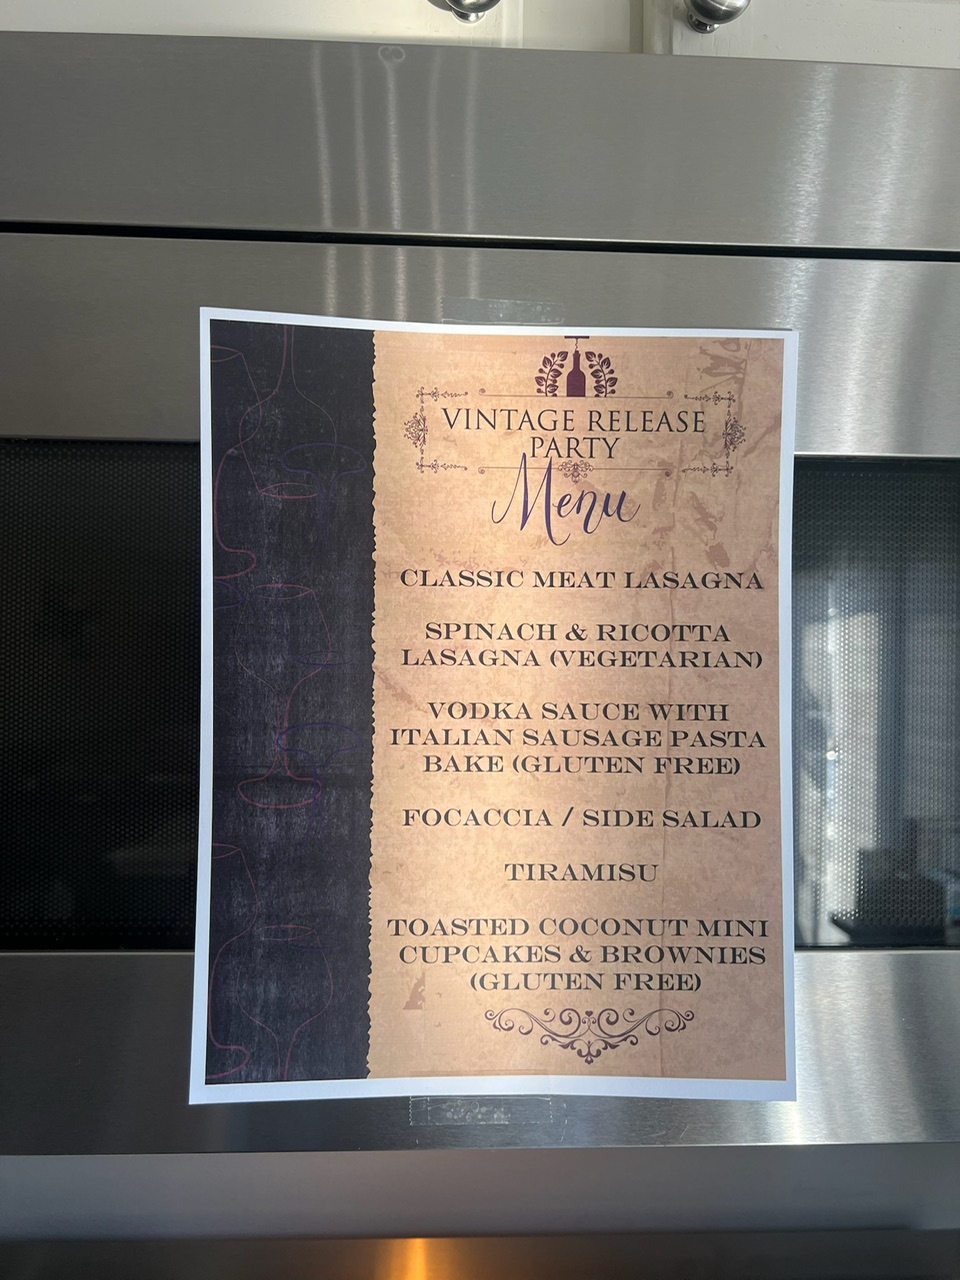 VINTAGE RELEASE
PARTY
Menu
CLASSIC MEAT LASAGNA
SPINACH & RICOTTA
LASAGNA (VEGETARIAN)
VODKA SAUCE WITH
ITALIAN SAUSAGE PASTA
BAKE (GLUTEN FREE)
FOCACCIA / SIDE SALAD
TIRAMISU
TOASTED COCONUT MINI
CUPCAKES & BROWNIES
(GLUTEN FREE)